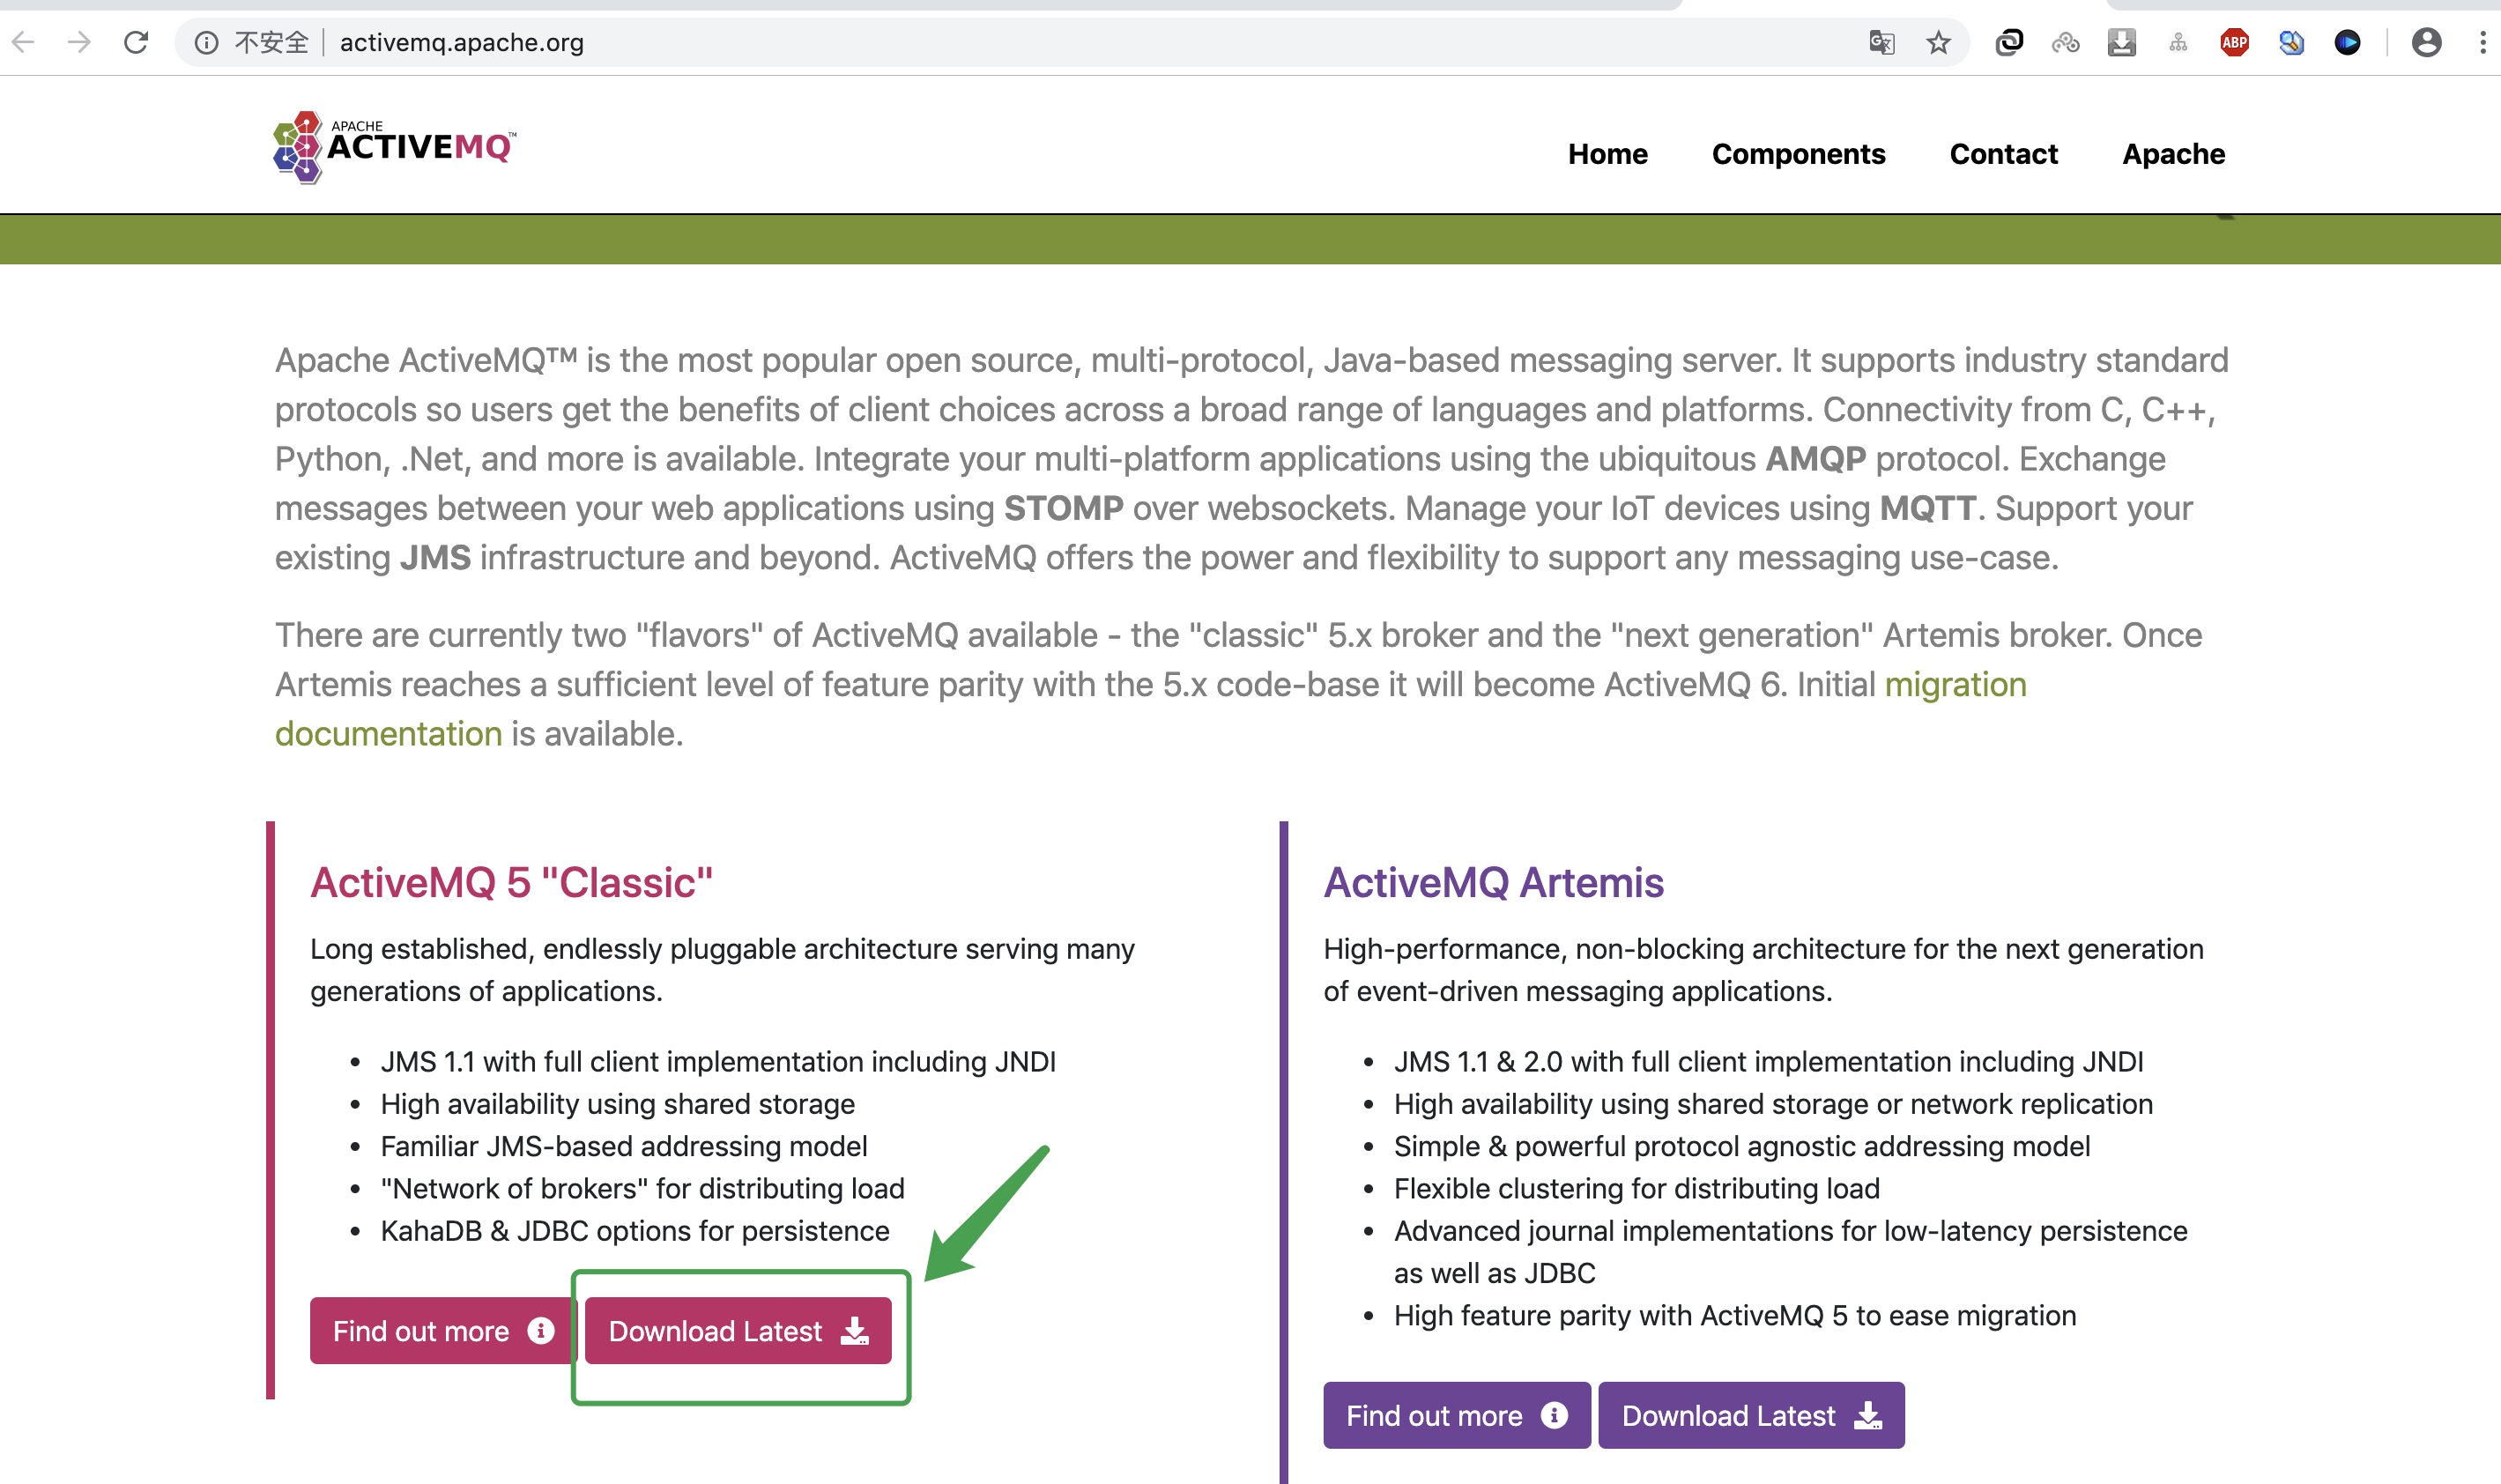 不安全 activemq.apache.org
ABP
APACHE
ACTIVEMQ™
Home Components Contact Apache
Apache ActiveMQ™ is the most popular open source, multi-protocol, Java-based messaging server. It supports industry standard
protocols so users get the benefits of client choices across a broad range of languages and platforms. Connectivity from C, C++,
Python, .Net, and more is available. Integrate your multi-platform applications using the ubiquitous AMQP protocol. Exchange
messages between your web applications using STOMP over websockets. Manage your IoT devices using MQTT. Support your
existing JMS infrastructure and beyond. ActiveMQ offers the power and flexibility to support any messaging use-case.
There are currently two "flavors" of ActiveMQ available - the "classic" 5.x broker and the "next generation" Artemis broker. Once
Artemis reaches a sufficient level of feature parity with the 5.x code-base it will become ActiveMQ 6. Initial migration
documentation is available.
ActiveMQ 5 "Classic"
Long established, endlessly pluggable architecture serving many
generations of applications.
• JMS 1.1 with full client implementation including JNDI
• High availability using shared storage
• Familiar JMS-based addressing model
• "Network of brokers" for distributing load
• KahaDB & JDBC options for persistence
Find out more Download Latest
ActiveMQ Artemis
High-performance, non-blocking architecture for the next generation
of event-driven messaging applications.
• JMS 1.1 & 2.0 with full client implementation including JNDI
• High availability using shared storage or network replication
• Simple & powerful protocol agnostic addressing model
• Flexible clustering for distributing load
• Advanced journal implementations for low-latency persistence
as well as JDBC
• High feature parity with ActiveMQ 5 to ease migration
Find out more Download Latest